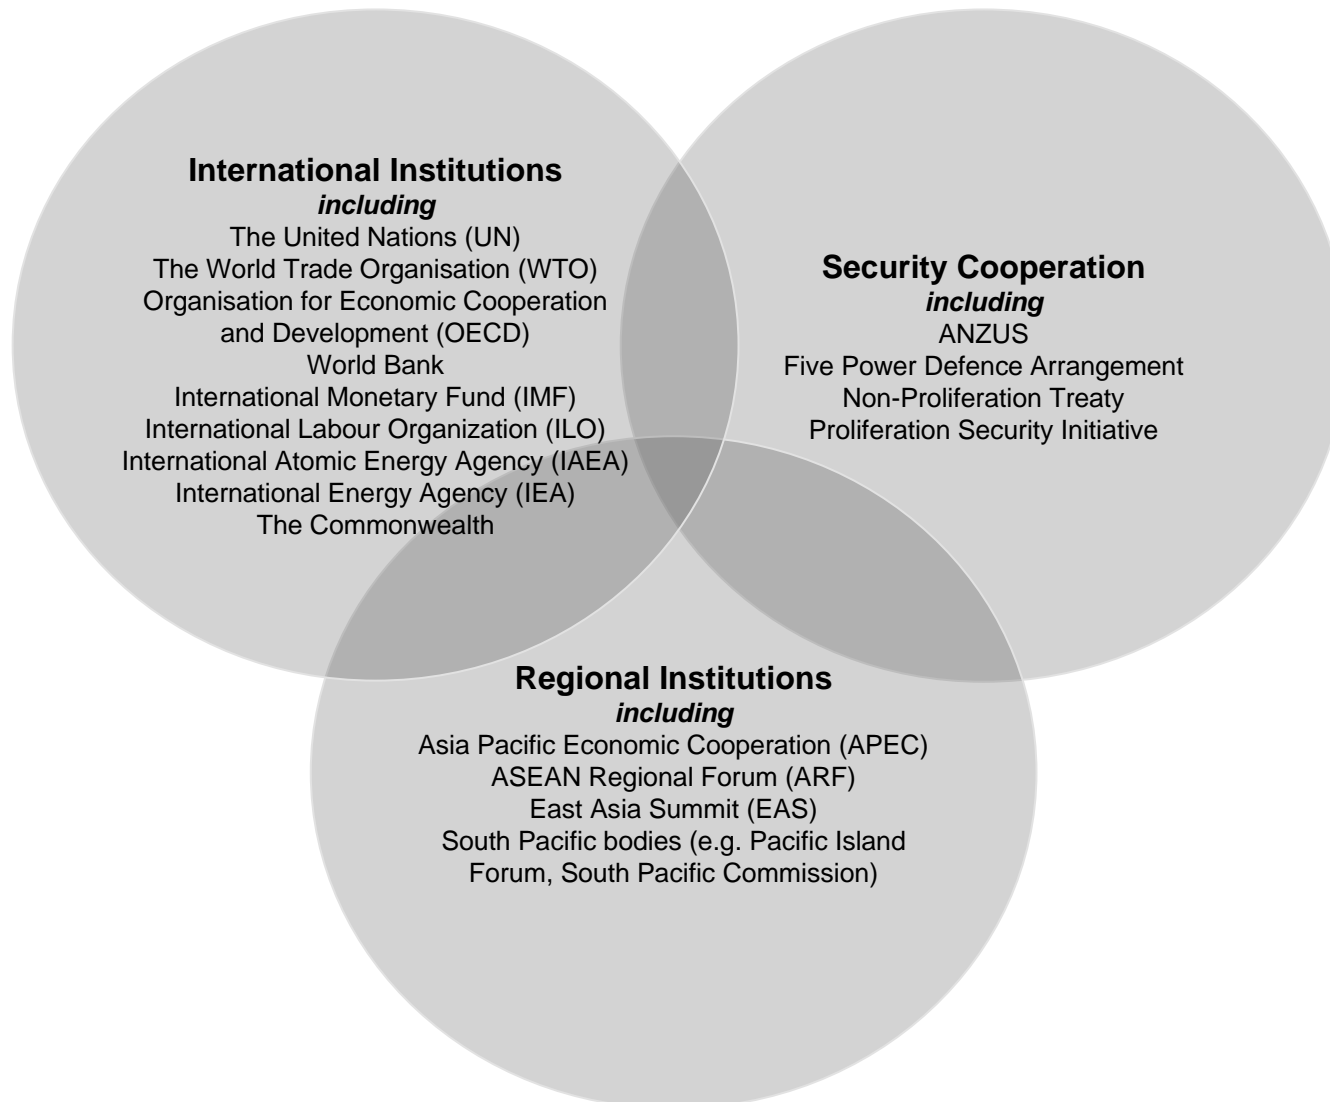 International Institutions
including
The United Nations (UN)
The World Trade Organisation (WTO)
Organisation for Economic Cooperation
and Development (OECD)
World Bank
International Monetary Fund (IMF)
International Labour Organization (ILO)
International Atomic Energy Agency (IAEA)
International Energy Agency (IEA)
The Commonwealth
Security Cooperation
including
ANZUS
Five Power Defence Arrangement
Non-Proliferation Treaty
Proliferation Security Initiative
Regional Institutions
including
Asia Pacific Economic Cooperation (APEC)
ASEAN Regional Forum (ARF)
East Asia Summit (EAS)
South Pacific bodies (e.g. Pacific Island
Forum, South Pacific Commission)